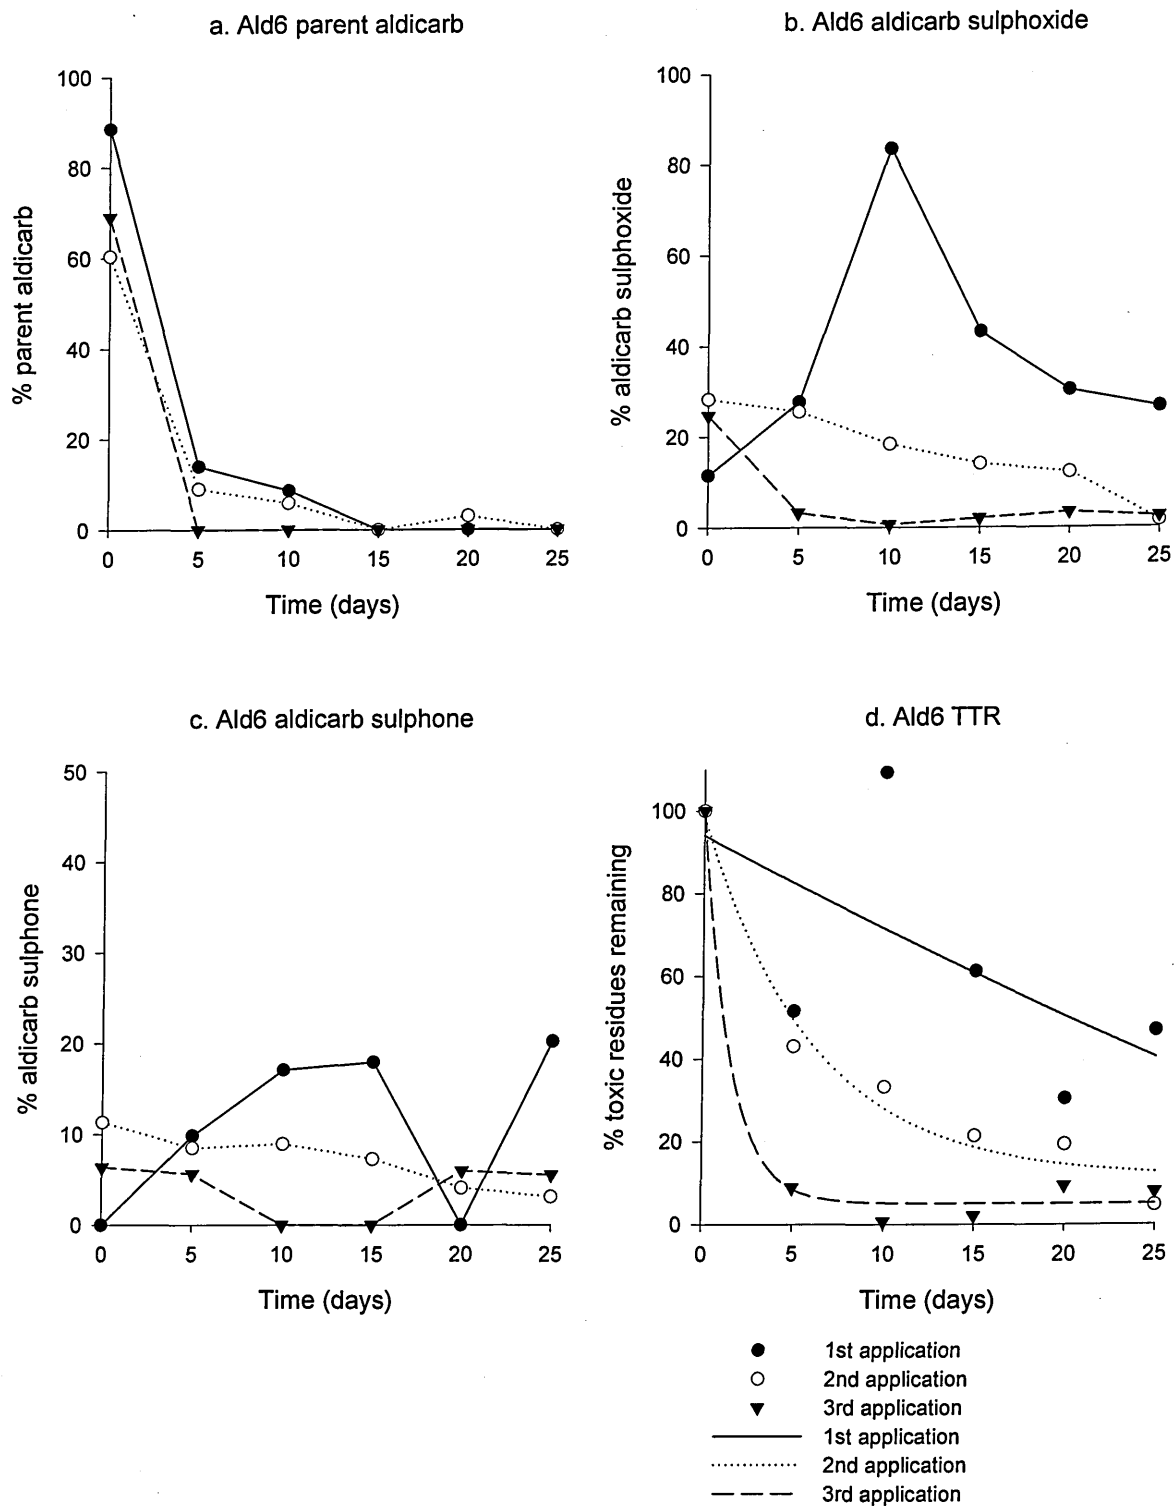 a. Ald6 parent aldicarb
% parent aldicarb
100
80
60
40
20
0
0 5 10 15 20 25
Time (days)
b. Ald6 aldicarb sulphoxide
% aldicarb sulphoxide
100
80
60
40
20
0
0 5 10 15 20 25
Time (days)
c. Ald6 aldicarb sulphone
% aldicarb sulphone
50
40
30
20
10
0
0 5 10 15 20 25
Time (days)
d. Ald6 TTR
% toxic residues remaining
100
80
60
40
20
0
0 5 10 15 20 25
Time (days)
1st application
2nd application
3rd application
1st application
2nd application
3rd application